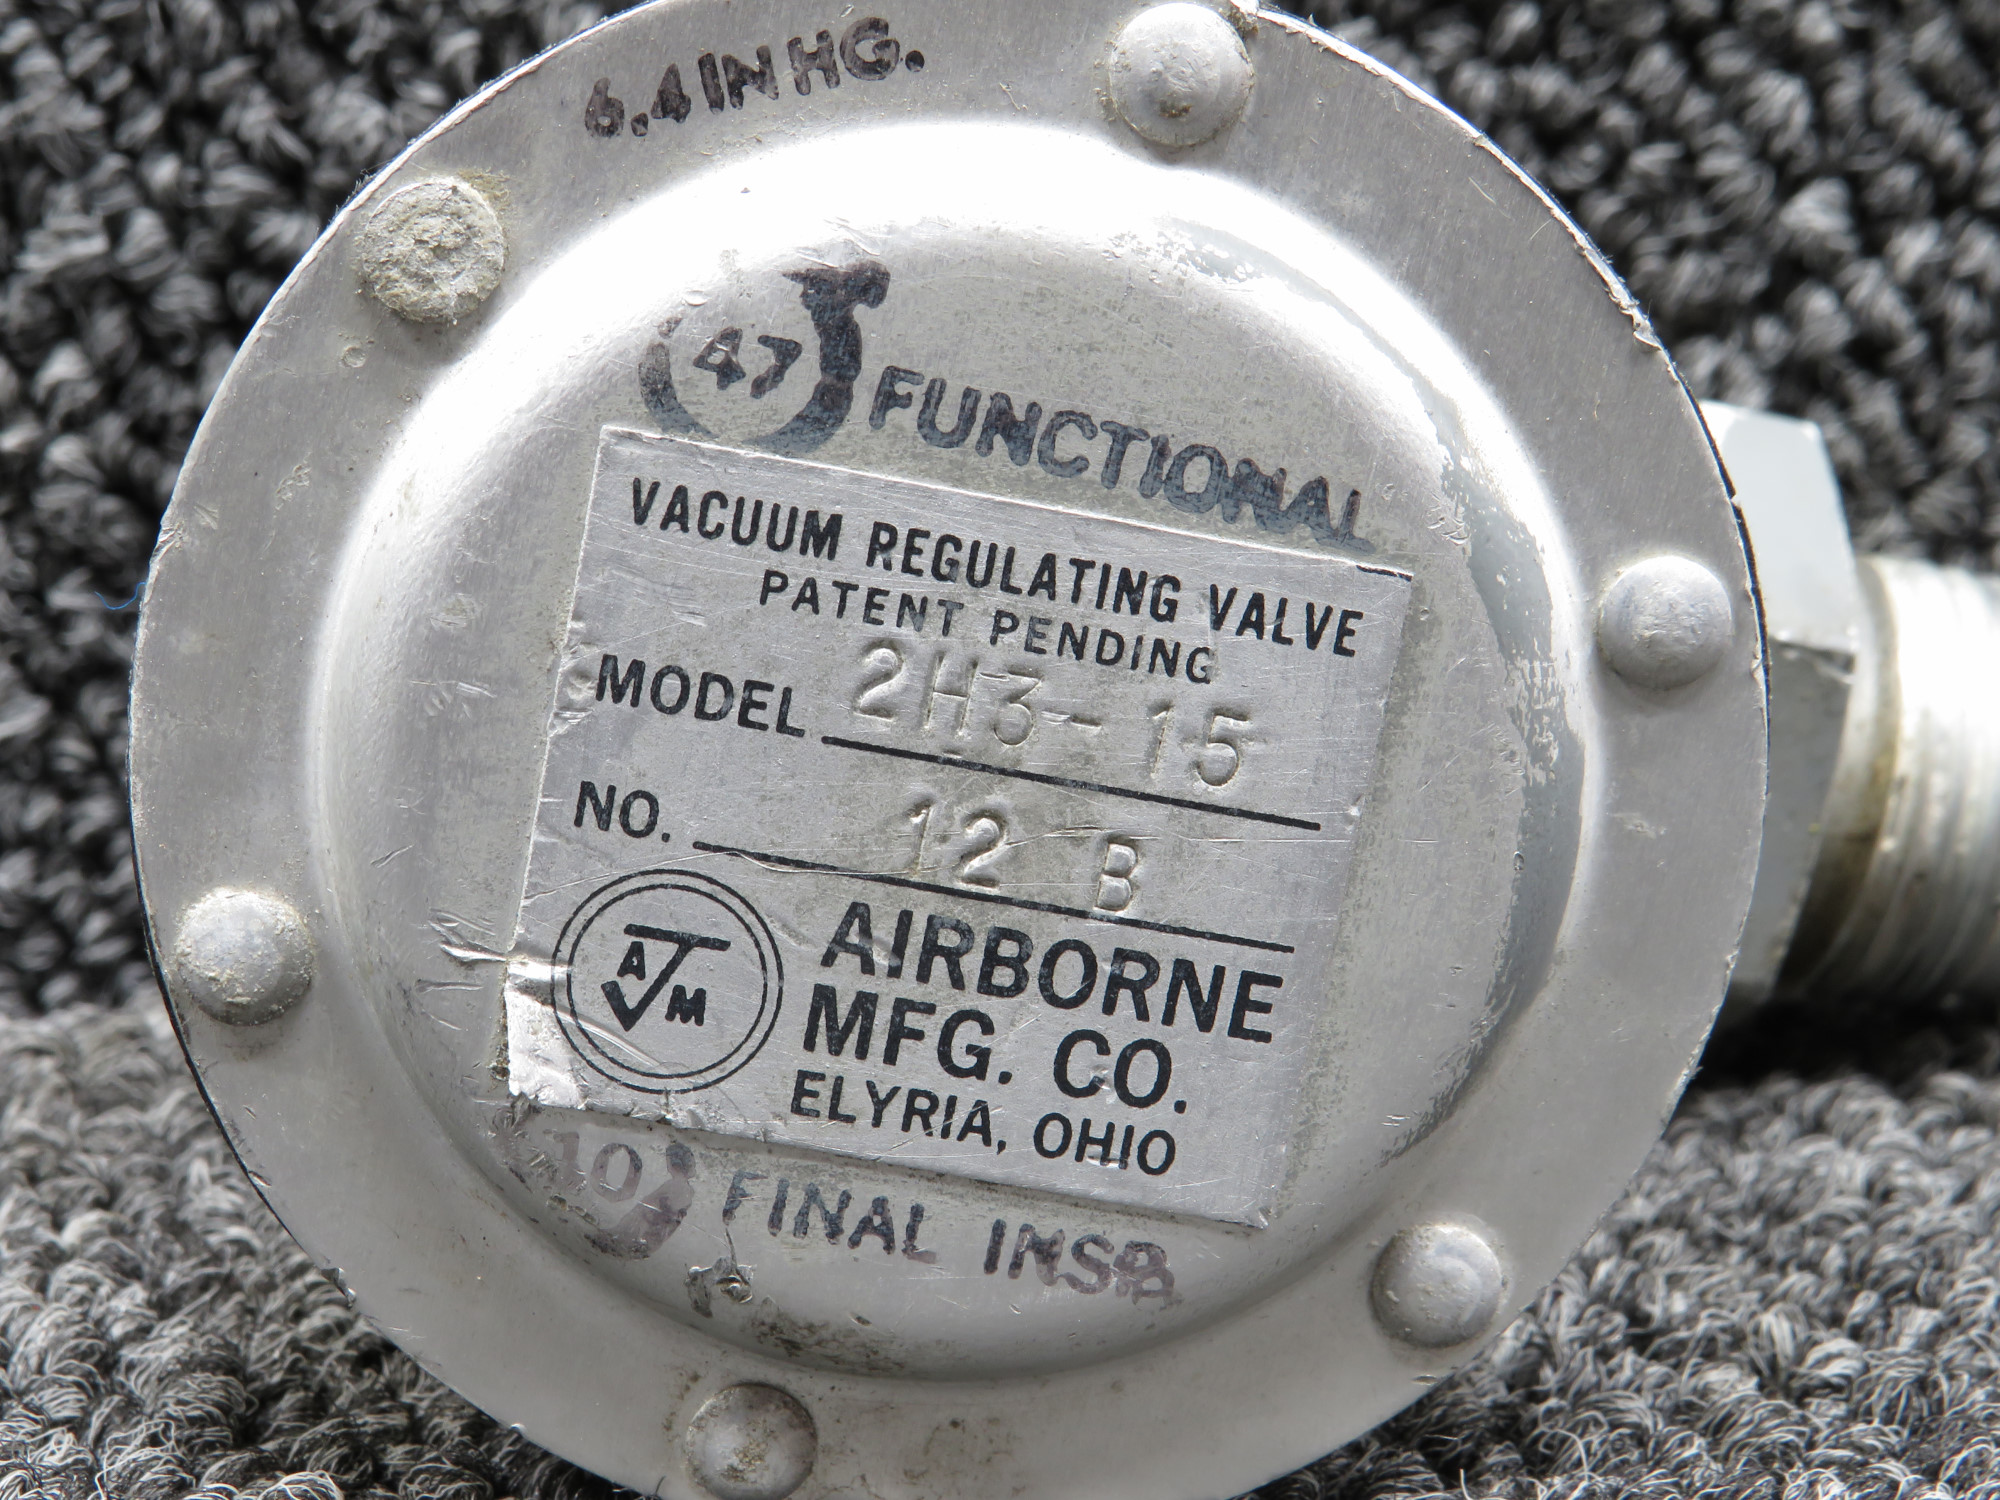 6.4 IN HG.
47 FUNCTIONAL
VACUUM REGULATING VALVE
PATENT PENDING
MODEL 2H3-15
NO. 12 B
A M
AIRBORNE
MFG. CO.
ELYRIA, OHIO
FINAL INSP